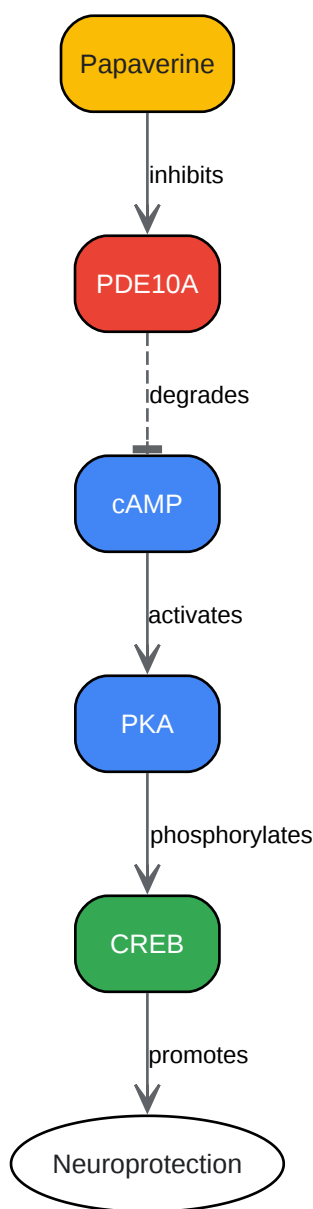 Papaverine
inhibits
PDE10A
degrades
cAMP
activates
PKA
phosphorylates
CREB
promotes
Neuroprotection